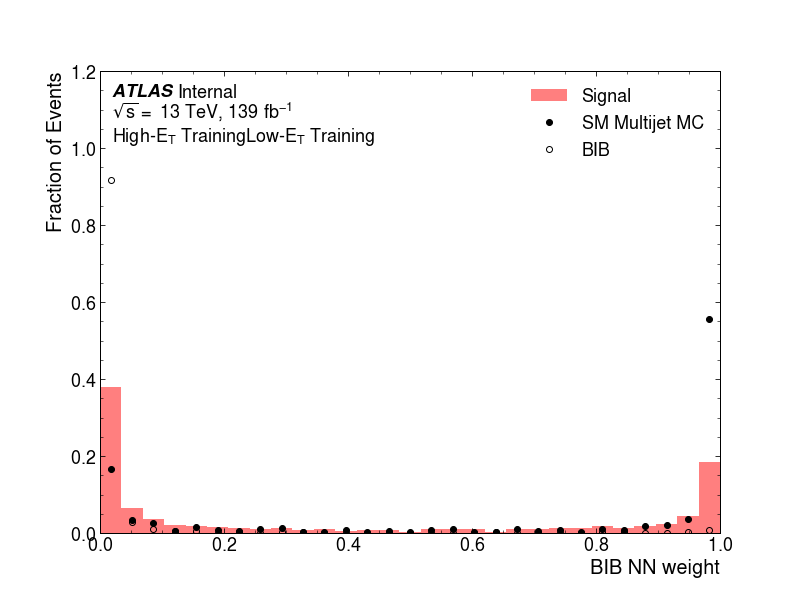 ATLAS Internal
√s = 13 TeV, 139 fb⁻¹
High-E_T TrainingLow-E_T Training
Signal
SM Multijet MC
BIB
Fraction of Events
1.2
1.0
0.8
0.6
0.4
0.2
0.0
0.0 0.2 0.4 0.6 0.8 1.0
BIB NN weight